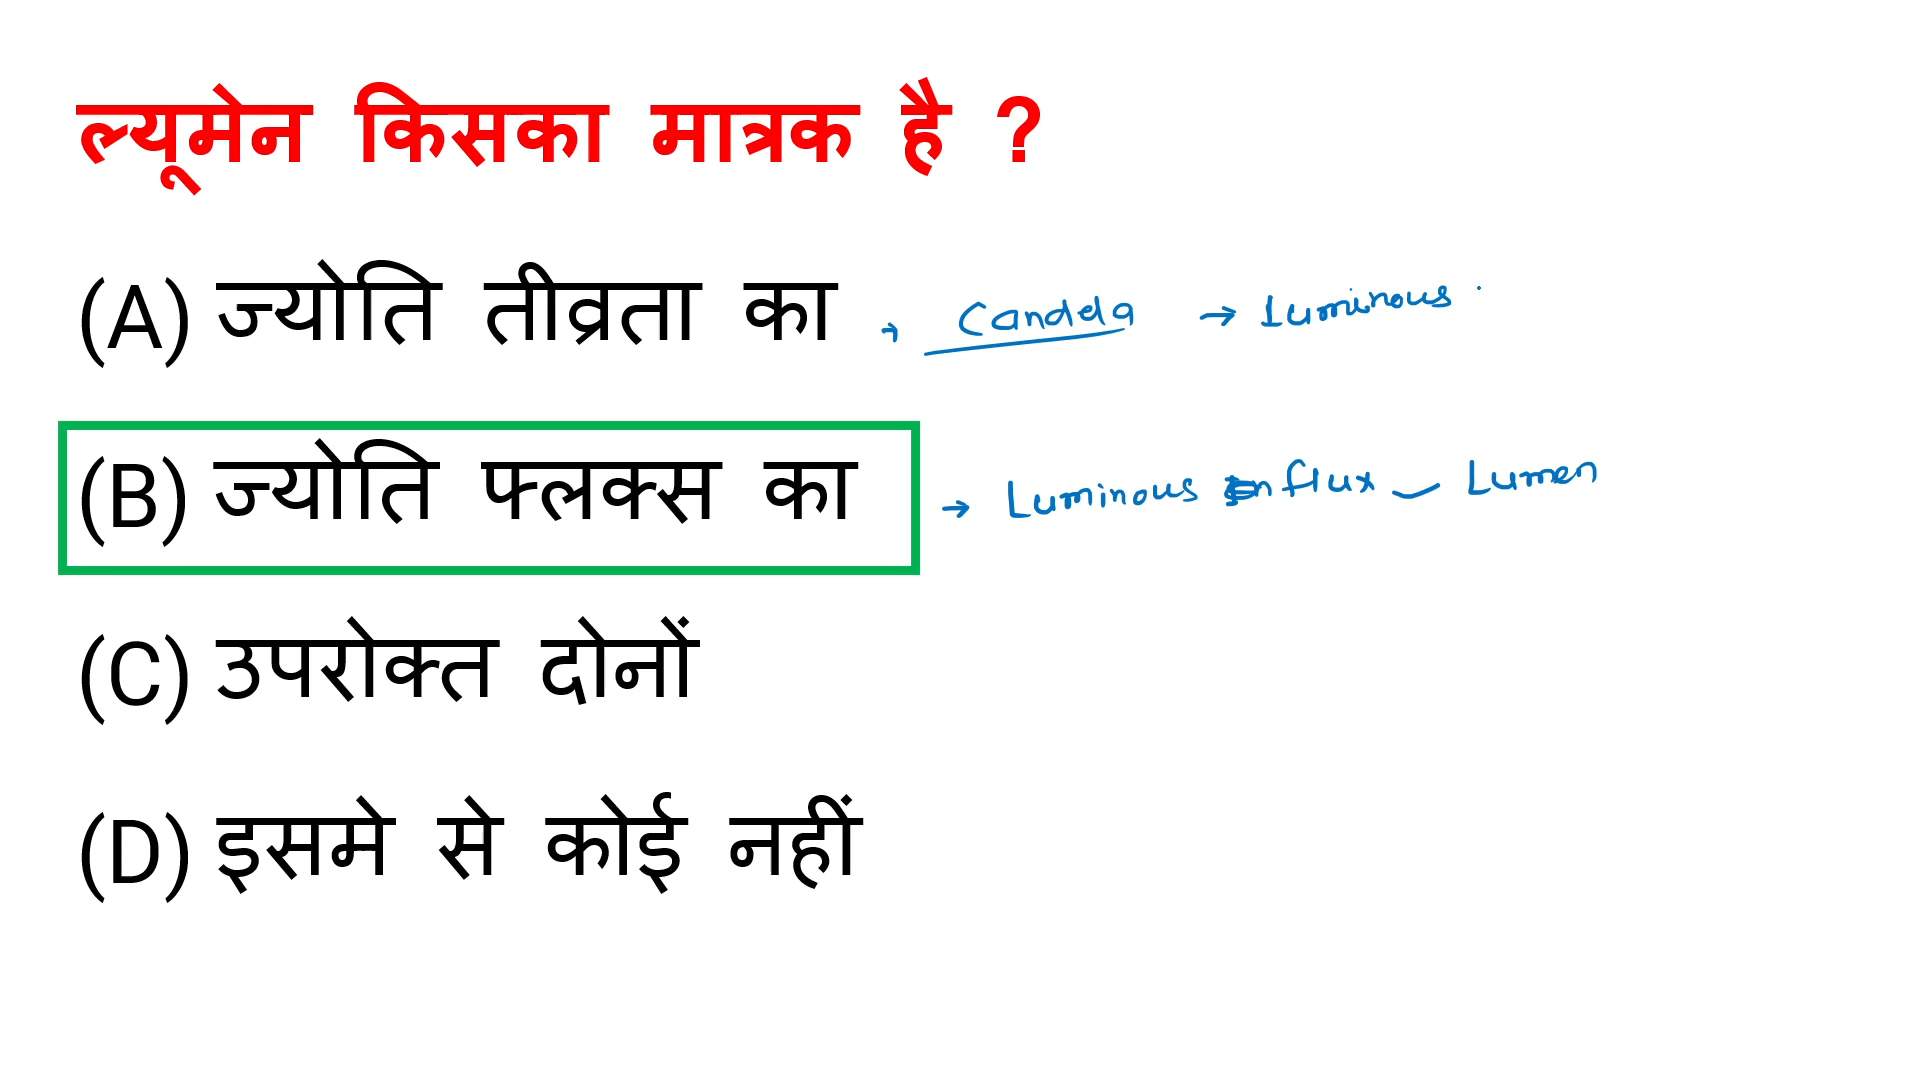 ल्यूमेन किसका मात्रक है ?
(A) ज्योति तीव्रता का → Candela → Luminous
(B) ज्योति फ्लक्स का → Luminous flux – Lumen
(C) उपरोक्त दोनों
(D) इसमे से कोई नहीं